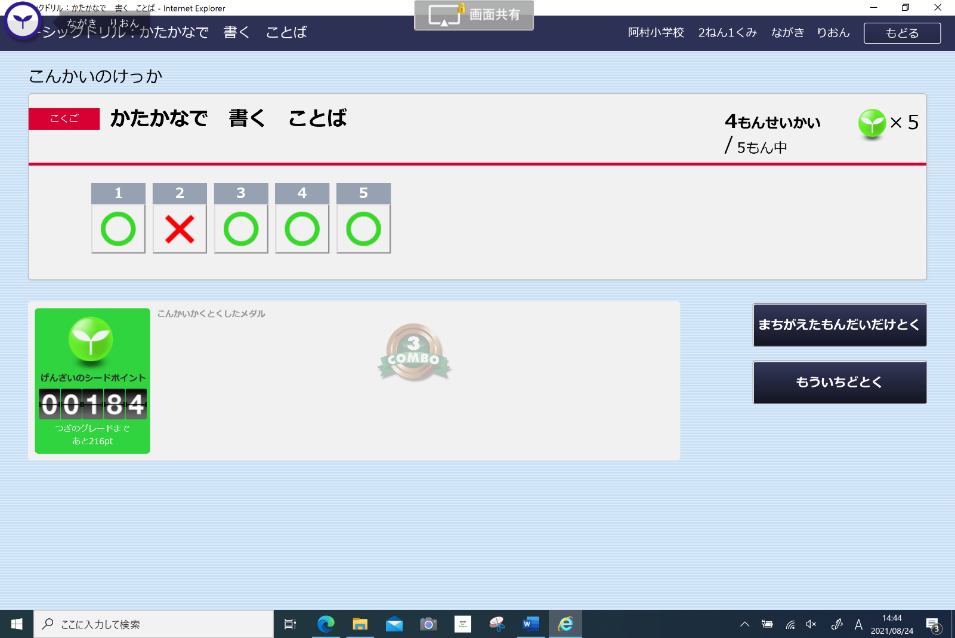 ックドリル：かたかなで　書く　ことば - Internet Explorer
ながき　りおん
画面共有
ーシックドリル：かたかなで　書く　ことば
阿村小学校　2ねん1くみ　ながき　りおん
もどる
こんかいのけっか
こくご
かたかなで　書く　ことば
4もんせいかい
/ 5もん中
× 5
1 2 3 4 5
こんかいかくとくしたメダル
3
COMBO
げんざいのシードポイント
00184
つぎのグレードまで
あと216pt
まちがえたもんだいだけとく
もういちどとく
ここに入力して検索
A
14:44
2021/08/24
3